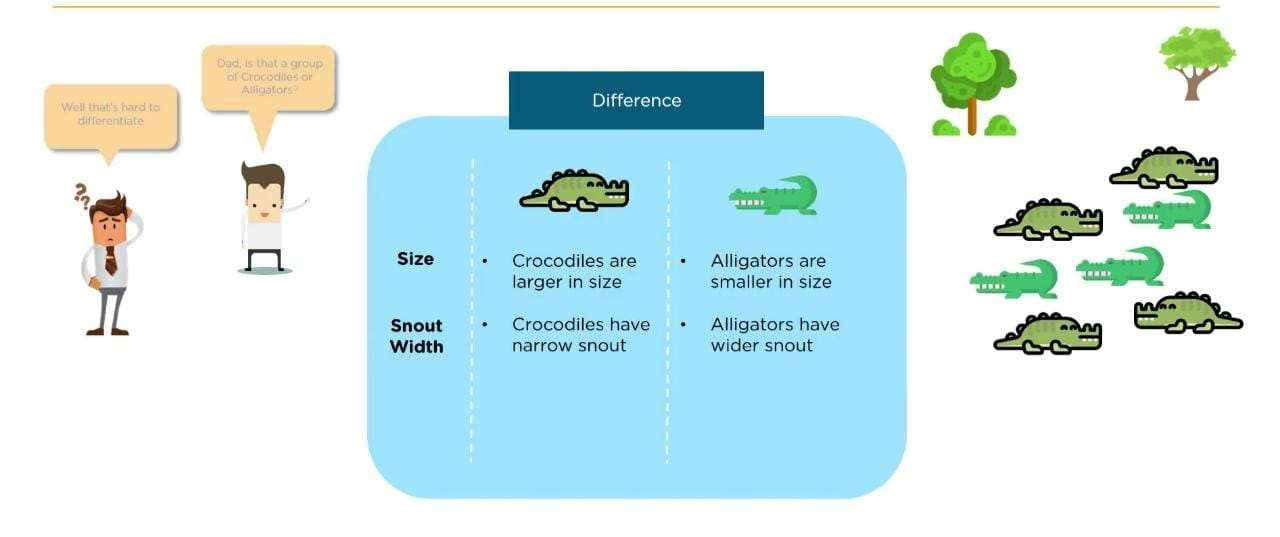 Dad, is that a group
of Crocodiles or
Alligators?
Well that's hard to
differentiate
Difference
Size
• Crocodiles are
larger in size
• Alligators are
smaller in size
Snout
Width
• Crocodiles have
narrow snout
• Alligators have
wider snout
? ? ?